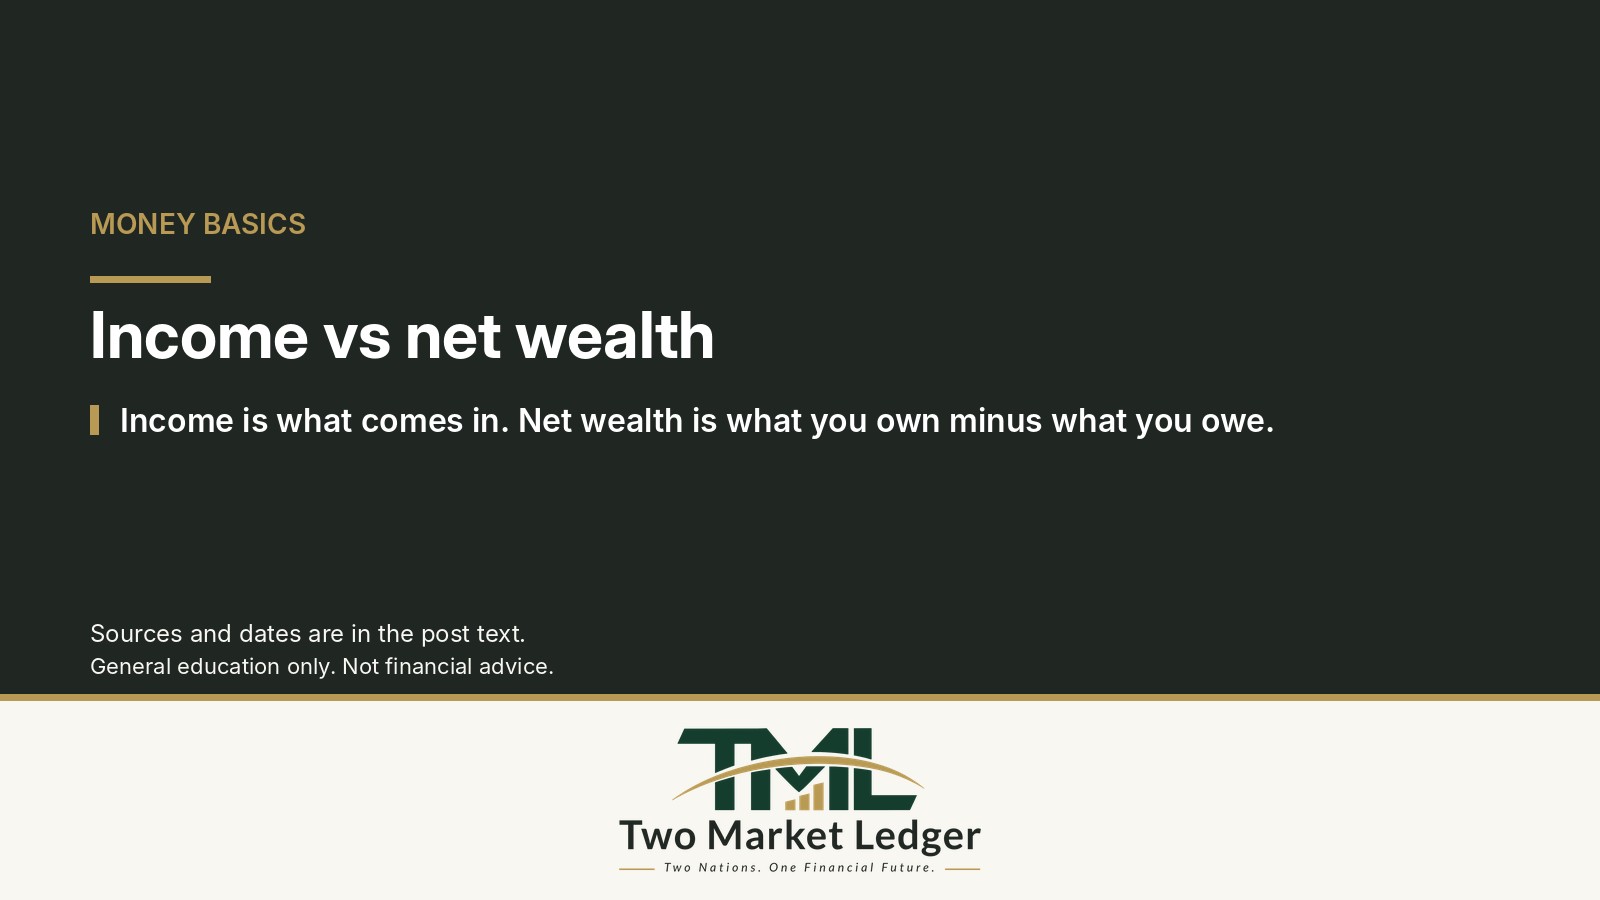 MONEY BASICS
Income vs net wealth
Income is what comes in. Net wealth is what you own minus what you owe.
Sources and dates are in the post text.
General education only. Not financial advice.
TML
Two Market Ledger
Two Nations. One Financial Future.